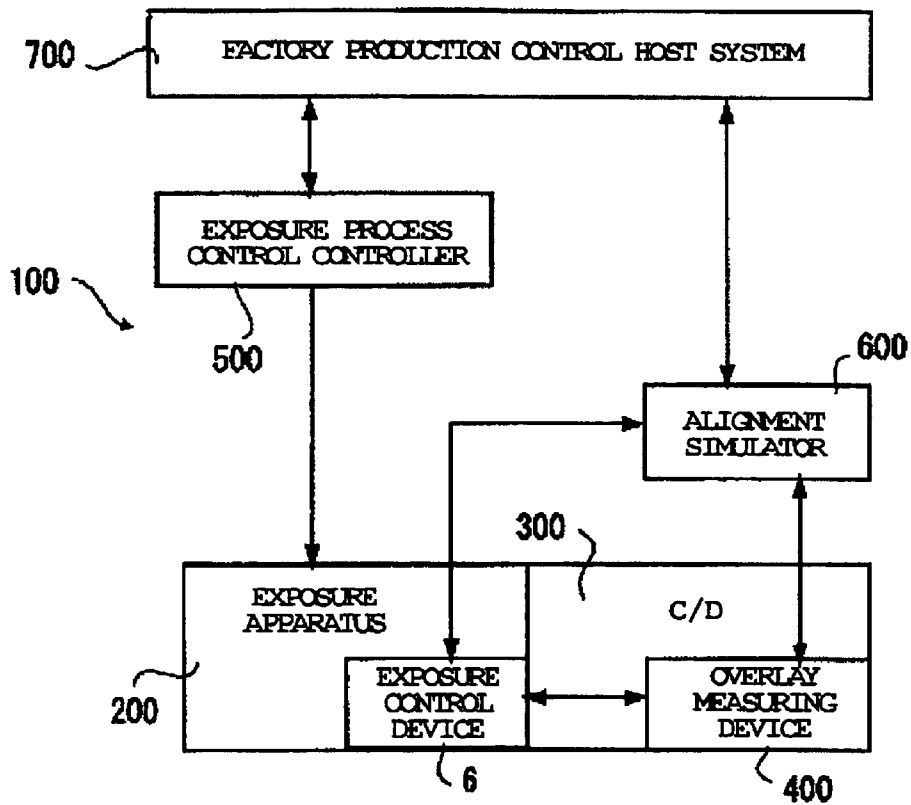 700
FACTORY PRODUCTION CONTROL HOST SYSTEM
EXPOSURE PROCESS
CONTROL CONTROLLER
100
500
600
ALIGNMENT
SIMULATOR
300
EXPOSURE
APPARATUS
C/D
200
EXPOSURE
CONTROL
DEVICE
OVERLAY
MEASURING
DEVICE
6
400